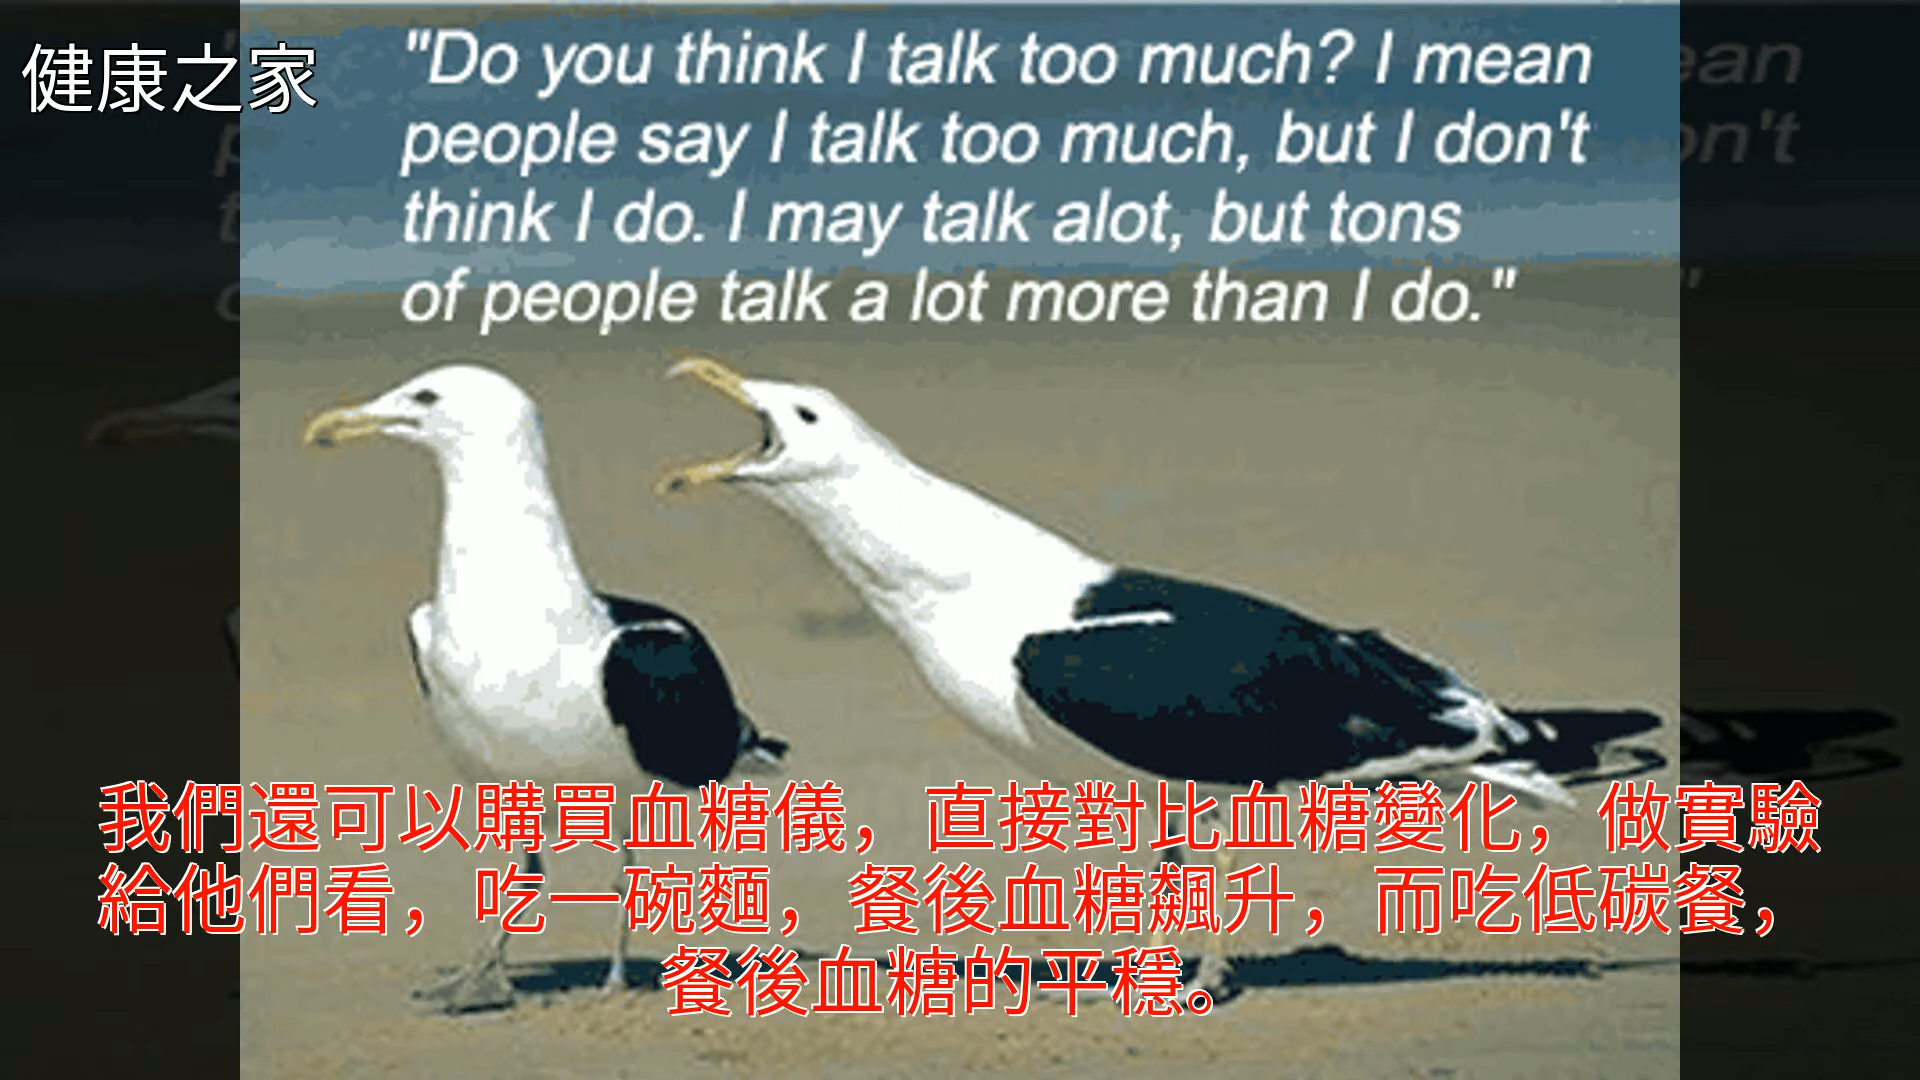 健康之家
"Do you think I talk too much? I mean
people say I talk too much, but I don't
think I do. I may talk alot, but tons
of people talk a lot more than I do."
我們還可以購買血糖儀，直接對比血糖變化，做實驗
給他們看，吃一碗麵，餐後血糖飆升，而吃低碳餐，
餐後血糖的平穩。